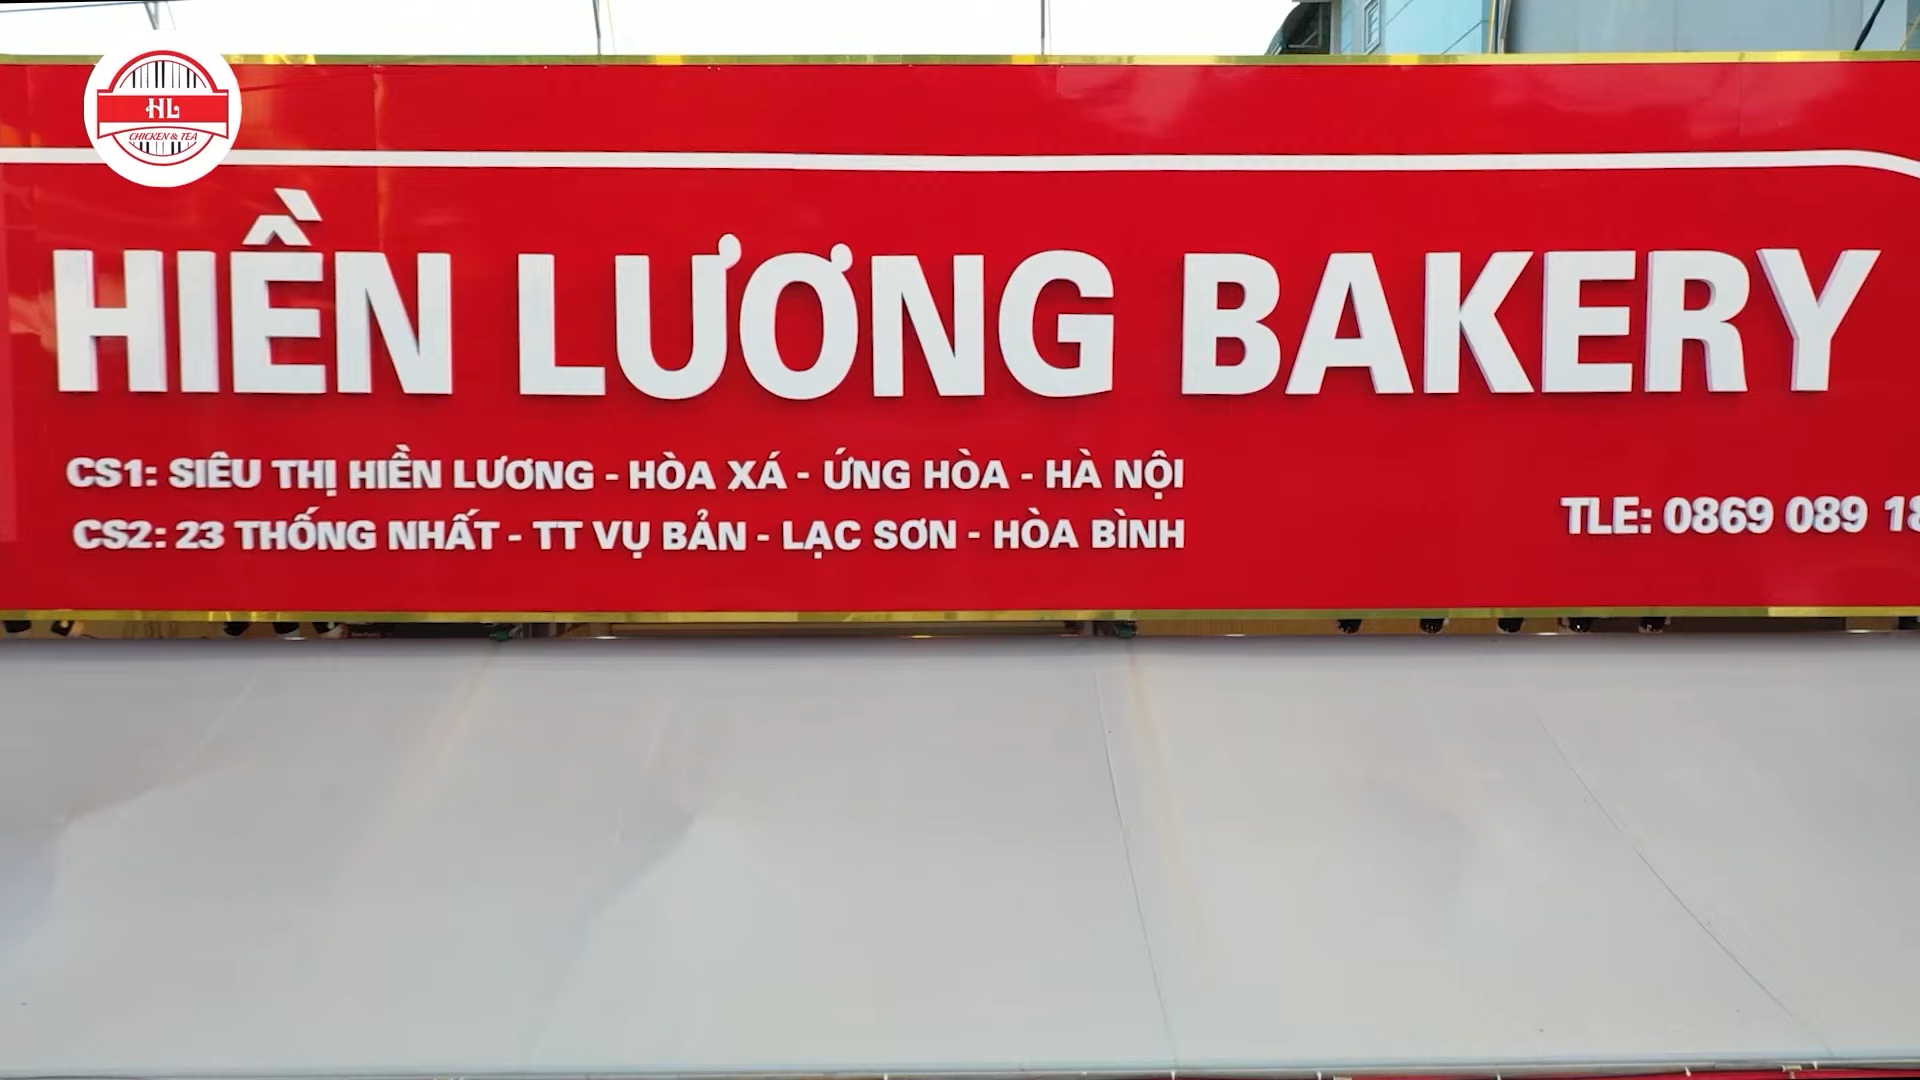 HL
CHICKEN & TEA
HIỀN LƯƠNG BAKERY
CS1: SIÊU THỊ HIỀN LƯƠNG - HÒA XÁ - ỨNG HÒA - HÀ NỘI
CS2: 23 THỐNG NHẤT - TT VỤ BẢN - LẠC SƠN - HÒA BÌNH
TLE: 0869 089 18